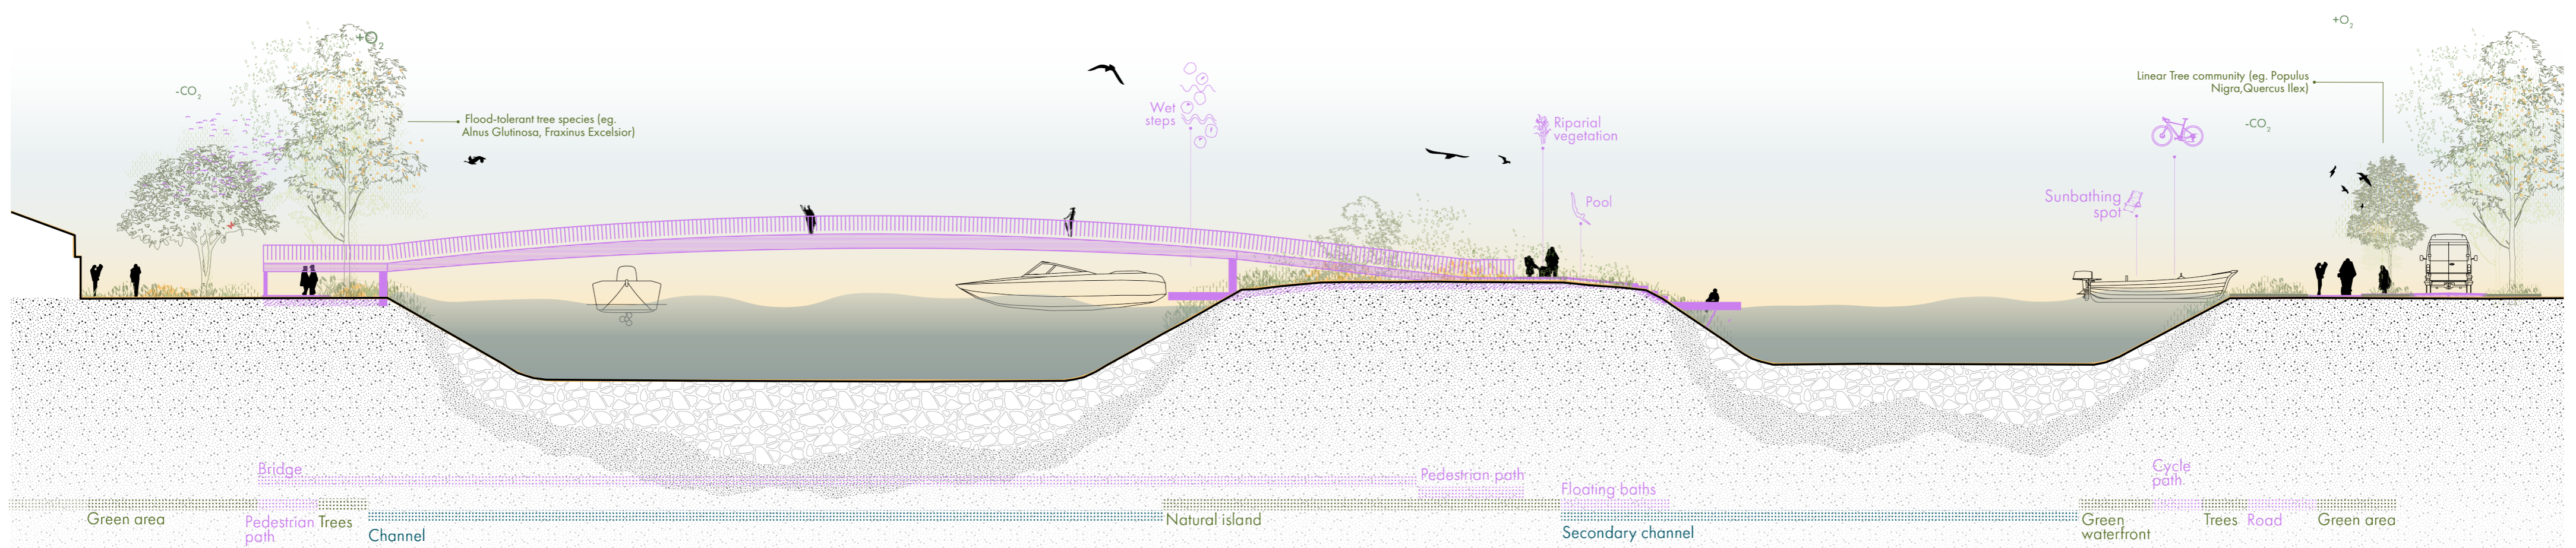 +O2
+O2
-CO2
Linear Tree community (eg. Populus
Nigra,Quercus Ilex)
Wet
steps
Flood-tolerant tree species (eg.
Alnus Glutinosa, Fraxinus Excelsior)
Riparial
vegetation
-CO2
Sunbathing
spot
Pool
Bridge
Pedestrian path
Cycle
path
Floating baths
Green area
Pedestrian
path
Trees
Channel
Natural island
Secondary channel
Green
waterfront
Trees
Road
Green area